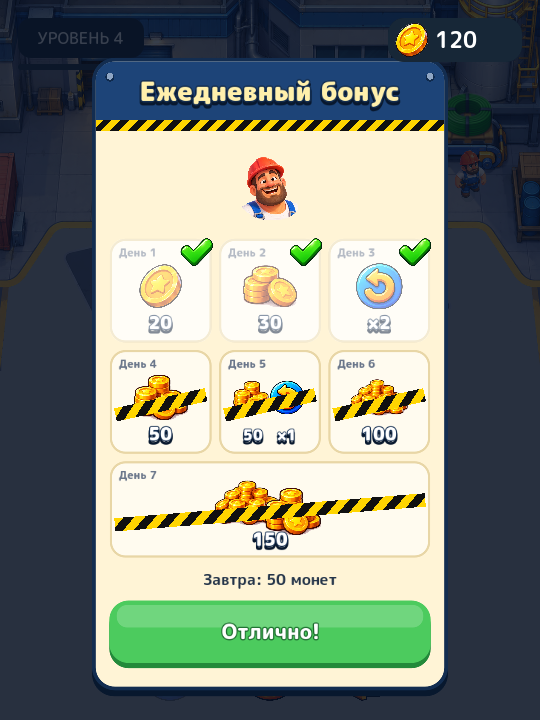 УРОВЕНЬ 4
120
Ежедневный бонус
День 1
День 2
День 3
20
30
x2
День 4
День 5
День 6
50
50 x1
100
День 7
150
Завтра: 50 монет
Отлично!